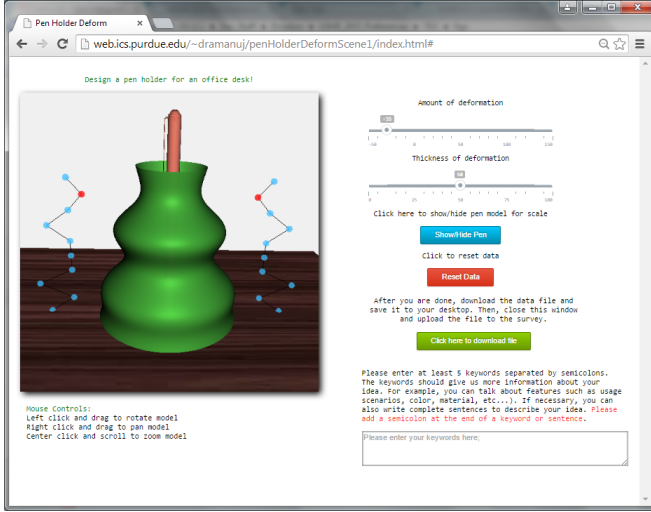 Pen Holder Deform
web.ics.purdue.edu/~dramanuj/penHolderDeformScene1/index.html#
Design a pen holder for an office desk!
Amount of deformation
-50 0 50 100 150
Thickness of deformation
50
0 25 50 75 100
Click here to show/hide pen model for scale
Show/Hide Pen
Click to reset data
Reset Data
After you are done, download the data file and
save it to your desktop. Then, close this window
and upload the file to the survey.
Click here to download file
Please enter at least 5 keywords separated by semicolons.
The keywords should give us more information about your
idea. For example, you can talk about features such as usage
scenarios, color, material, etc...). If necessary, you can
also write complete sentences to describe your idea. Please
add a semicolon at the end of a keyword or sentence.
Please enter your keywords here;
Mouse Controls:
Left click and drag to rotate model
Right click and drag to pan model
Center click and scroll to zoom model